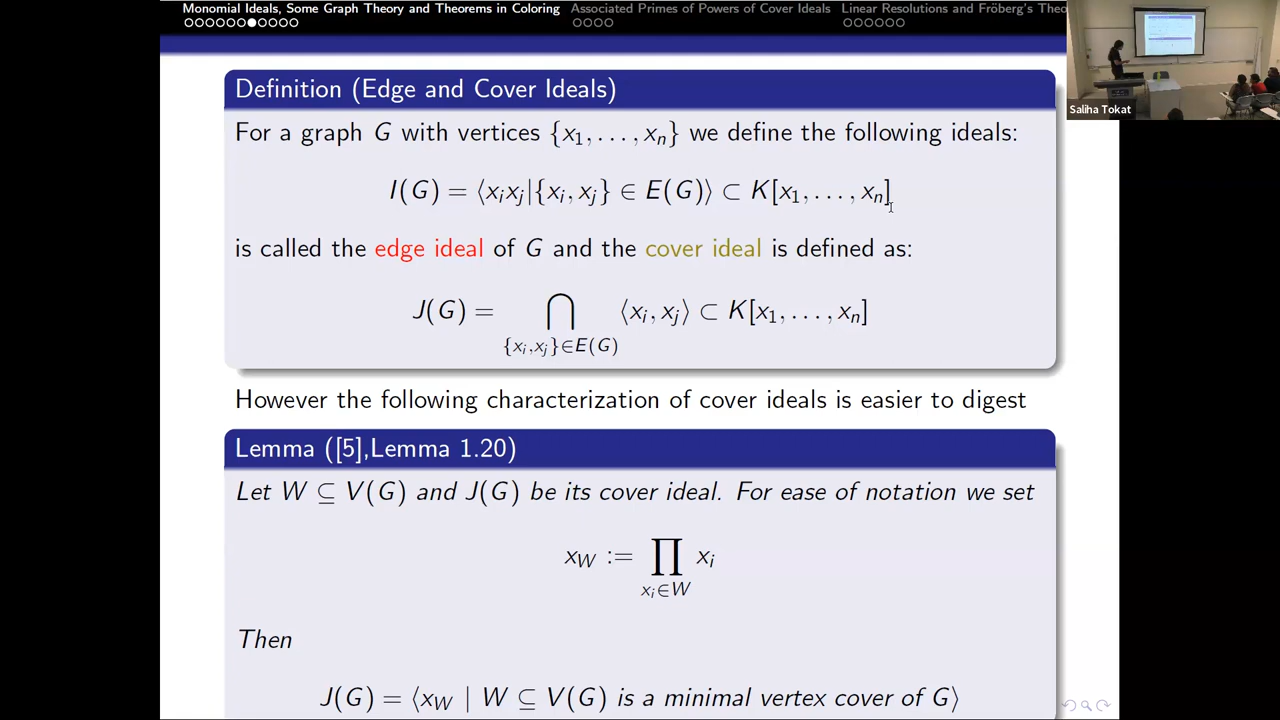 Monomial Ideals, Some Graph Theory and Theorems in Coloring Associated Primes of Powers of Cover Ideals Linear Resolutions and Fröberg's Theo
Saliha Tokat
Definition (Edge and Cover Ideals)
For a graph G with vertices {x₁, . . . , xₙ} we define the following ideals:
I(G) = ⟨xᵢxⱼ|{xᵢ, xⱼ} ∈ E(G)⟩ ⊂ K[x₁, . . . , xₙ]
is called the edge ideal of G and the cover ideal is defined as:
J(G) = ⋂ ⟨xᵢ, xⱼ⟩ ⊂ K[x₁, . . . , xₙ]
{xᵢ,xⱼ}∈E(G)
However the following characterization of cover ideals is easier to digest
Lemma ([5],Lemma 1.20)
Let W ⊆ V(G) and J(G) be its cover ideal. For ease of notation we set
x_W := ∏ xᵢ
xᵢ∈W
Then
J(G) = ⟨x_W | W ⊆ V(G) is a minimal vertex cover of G⟩